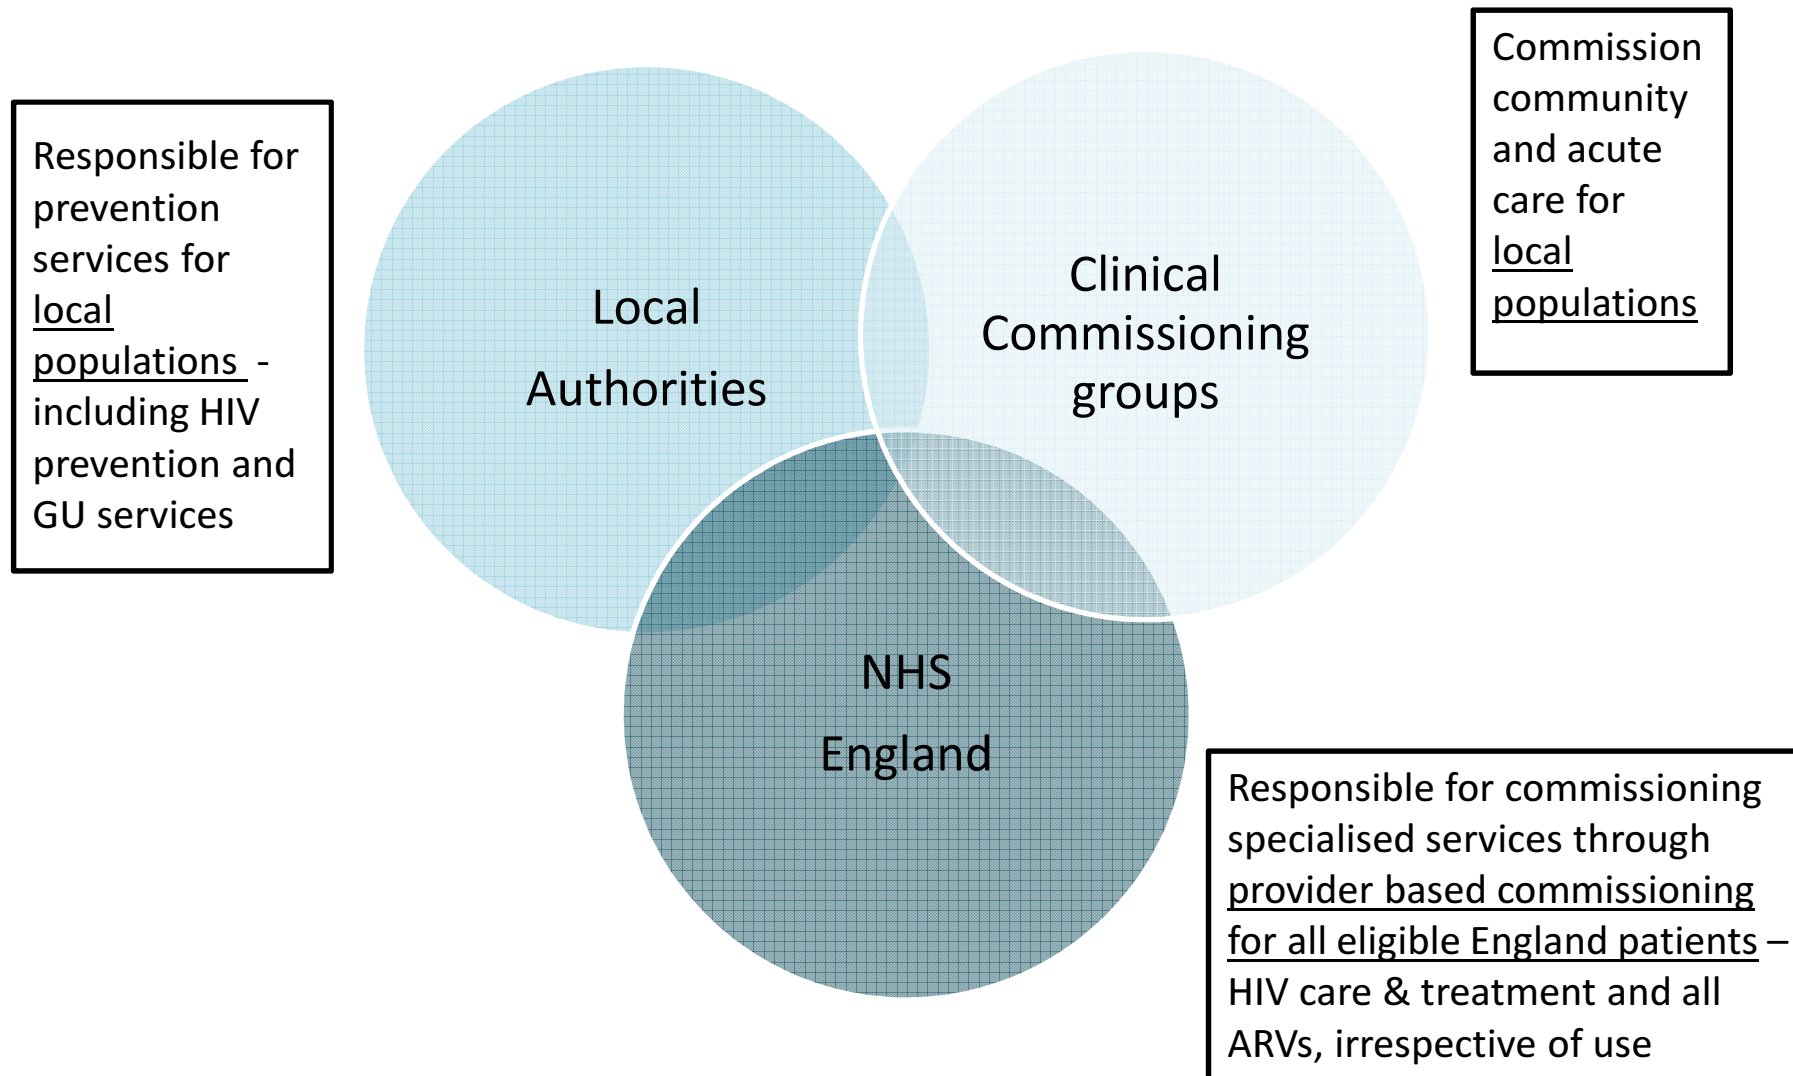 Responsible for
prevention
services for
local
populations -
including HIV
prevention and
GU services
Local
Authorities
Clinical
Commissioning
groups
Commission
community
and acute
care for
local
populations
NHS
England
Responsible for commissioning
specialised services through
provider based commissioning
for all eligible England patients –
HIV care & treatment and all
ARVs, irrespective of use